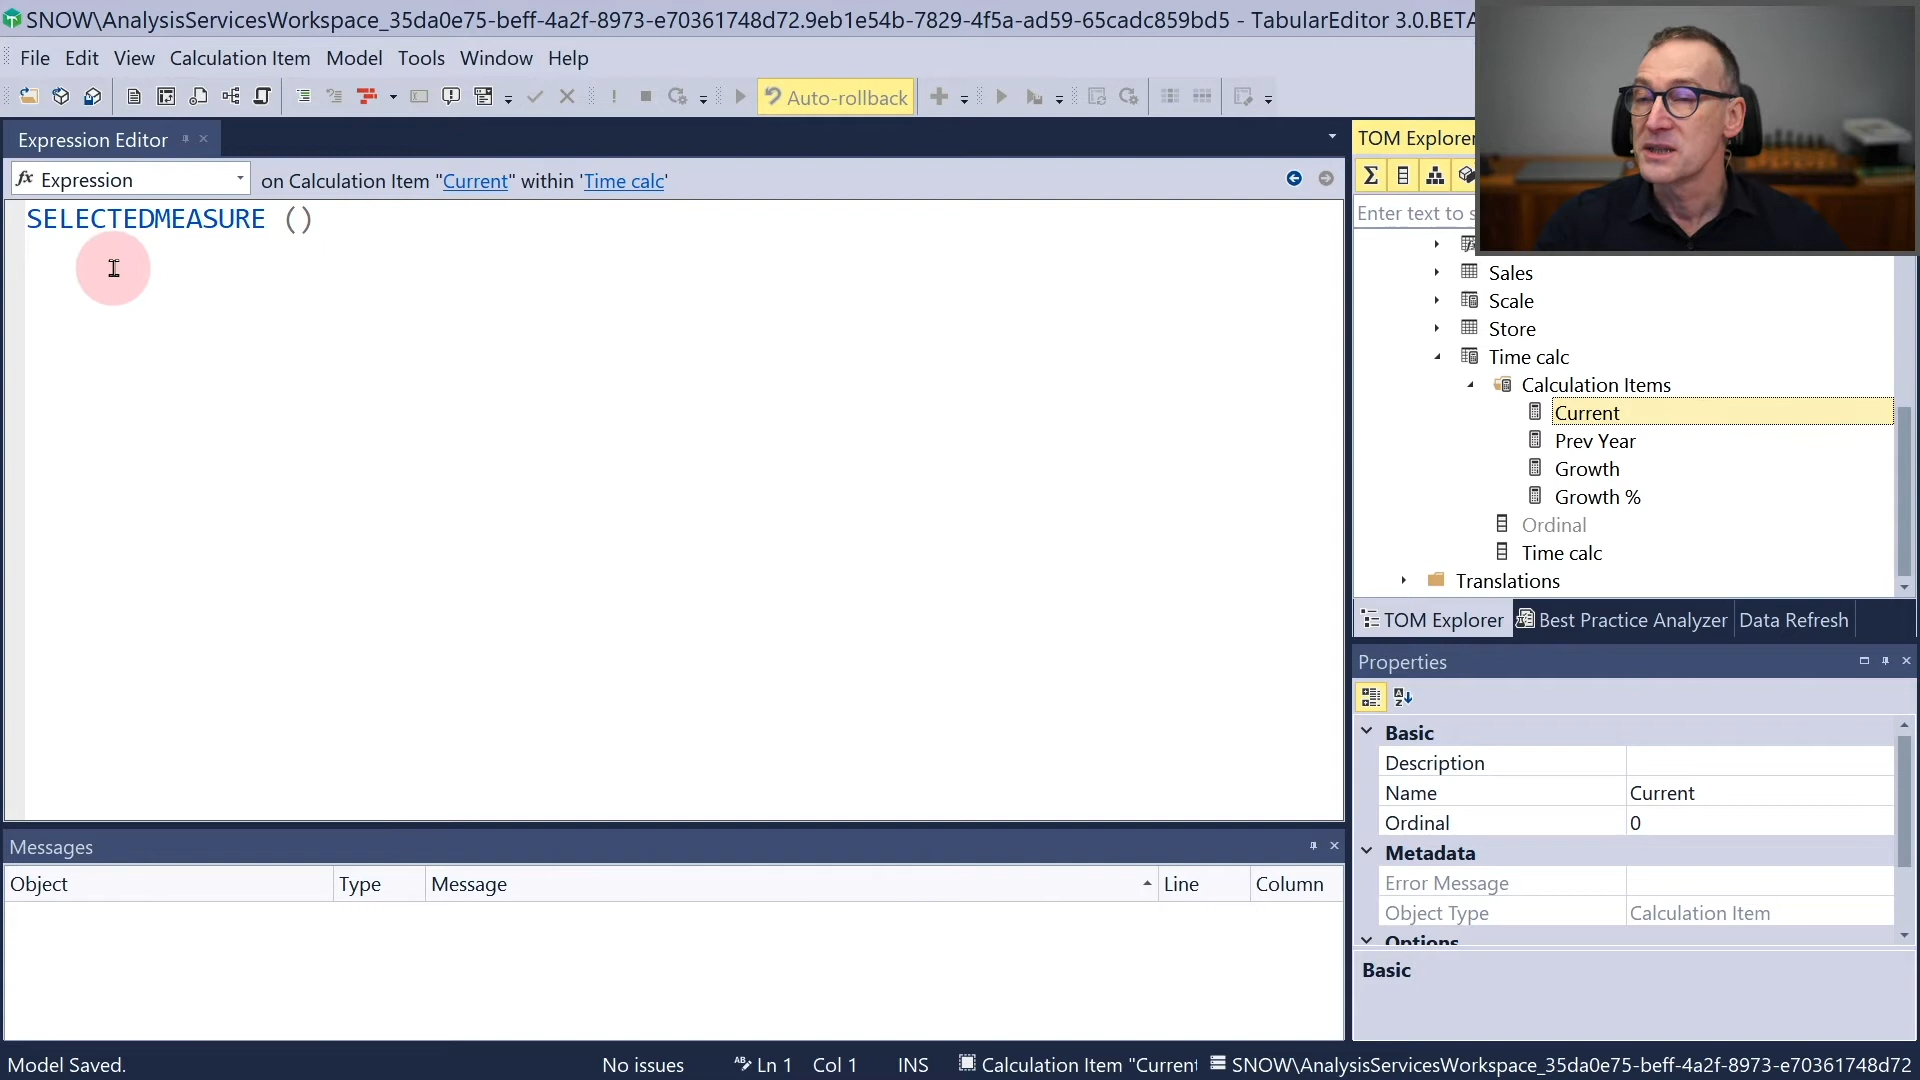 SNOW\AnalysisServicesWorkspace_35da0e75-beff-4a2f-8973-e70361748d72.9eb1e54b-7829-4f5a-ad59-65cadc859bd5 - TabularEditor 3.0.BETA
File Edit View Calculation Item Model Tools Window Help
Auto-rollback
Expression Editor
Expression on Calculation Item "Current" within 'Time calc'
SELECTEDMEASURE ()
TOM Explorer
Enter text to s
Sales
Scale
Store
Time calc
Calculation Items
Current
Prev Year
Growth
Growth %
Ordinal
Time calc
Translations
TOM Explorer Best Practice Analyzer Data Refresh
Properties
Basic
Description
Name Current
Ordinal 0
Metadata
Error Message
Object Type Calculation Item
Options
Basic
Messages
Object Type Message Line Column
Model Saved. No issues Ln 1 Col 1 INS Calculation Item "Current SNOW\AnalysisServicesWorkspace_35da0e75-beff-4a2f-8973-e70361748d72